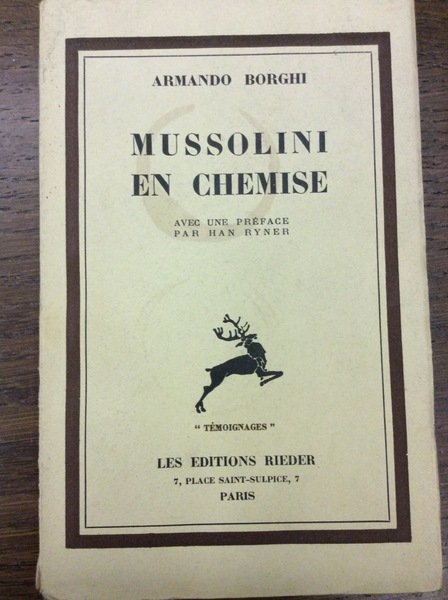 ARMANDO BORGHI
MUSSOLINI
EN CHEMISE
AVEC UNE PRÉFACE
PAR HAN RYNER
" TÉMOIGNAGES "
LES EDITIONS RIEDER
7, PLACE SAINT-SULPICE, 7
PARIS